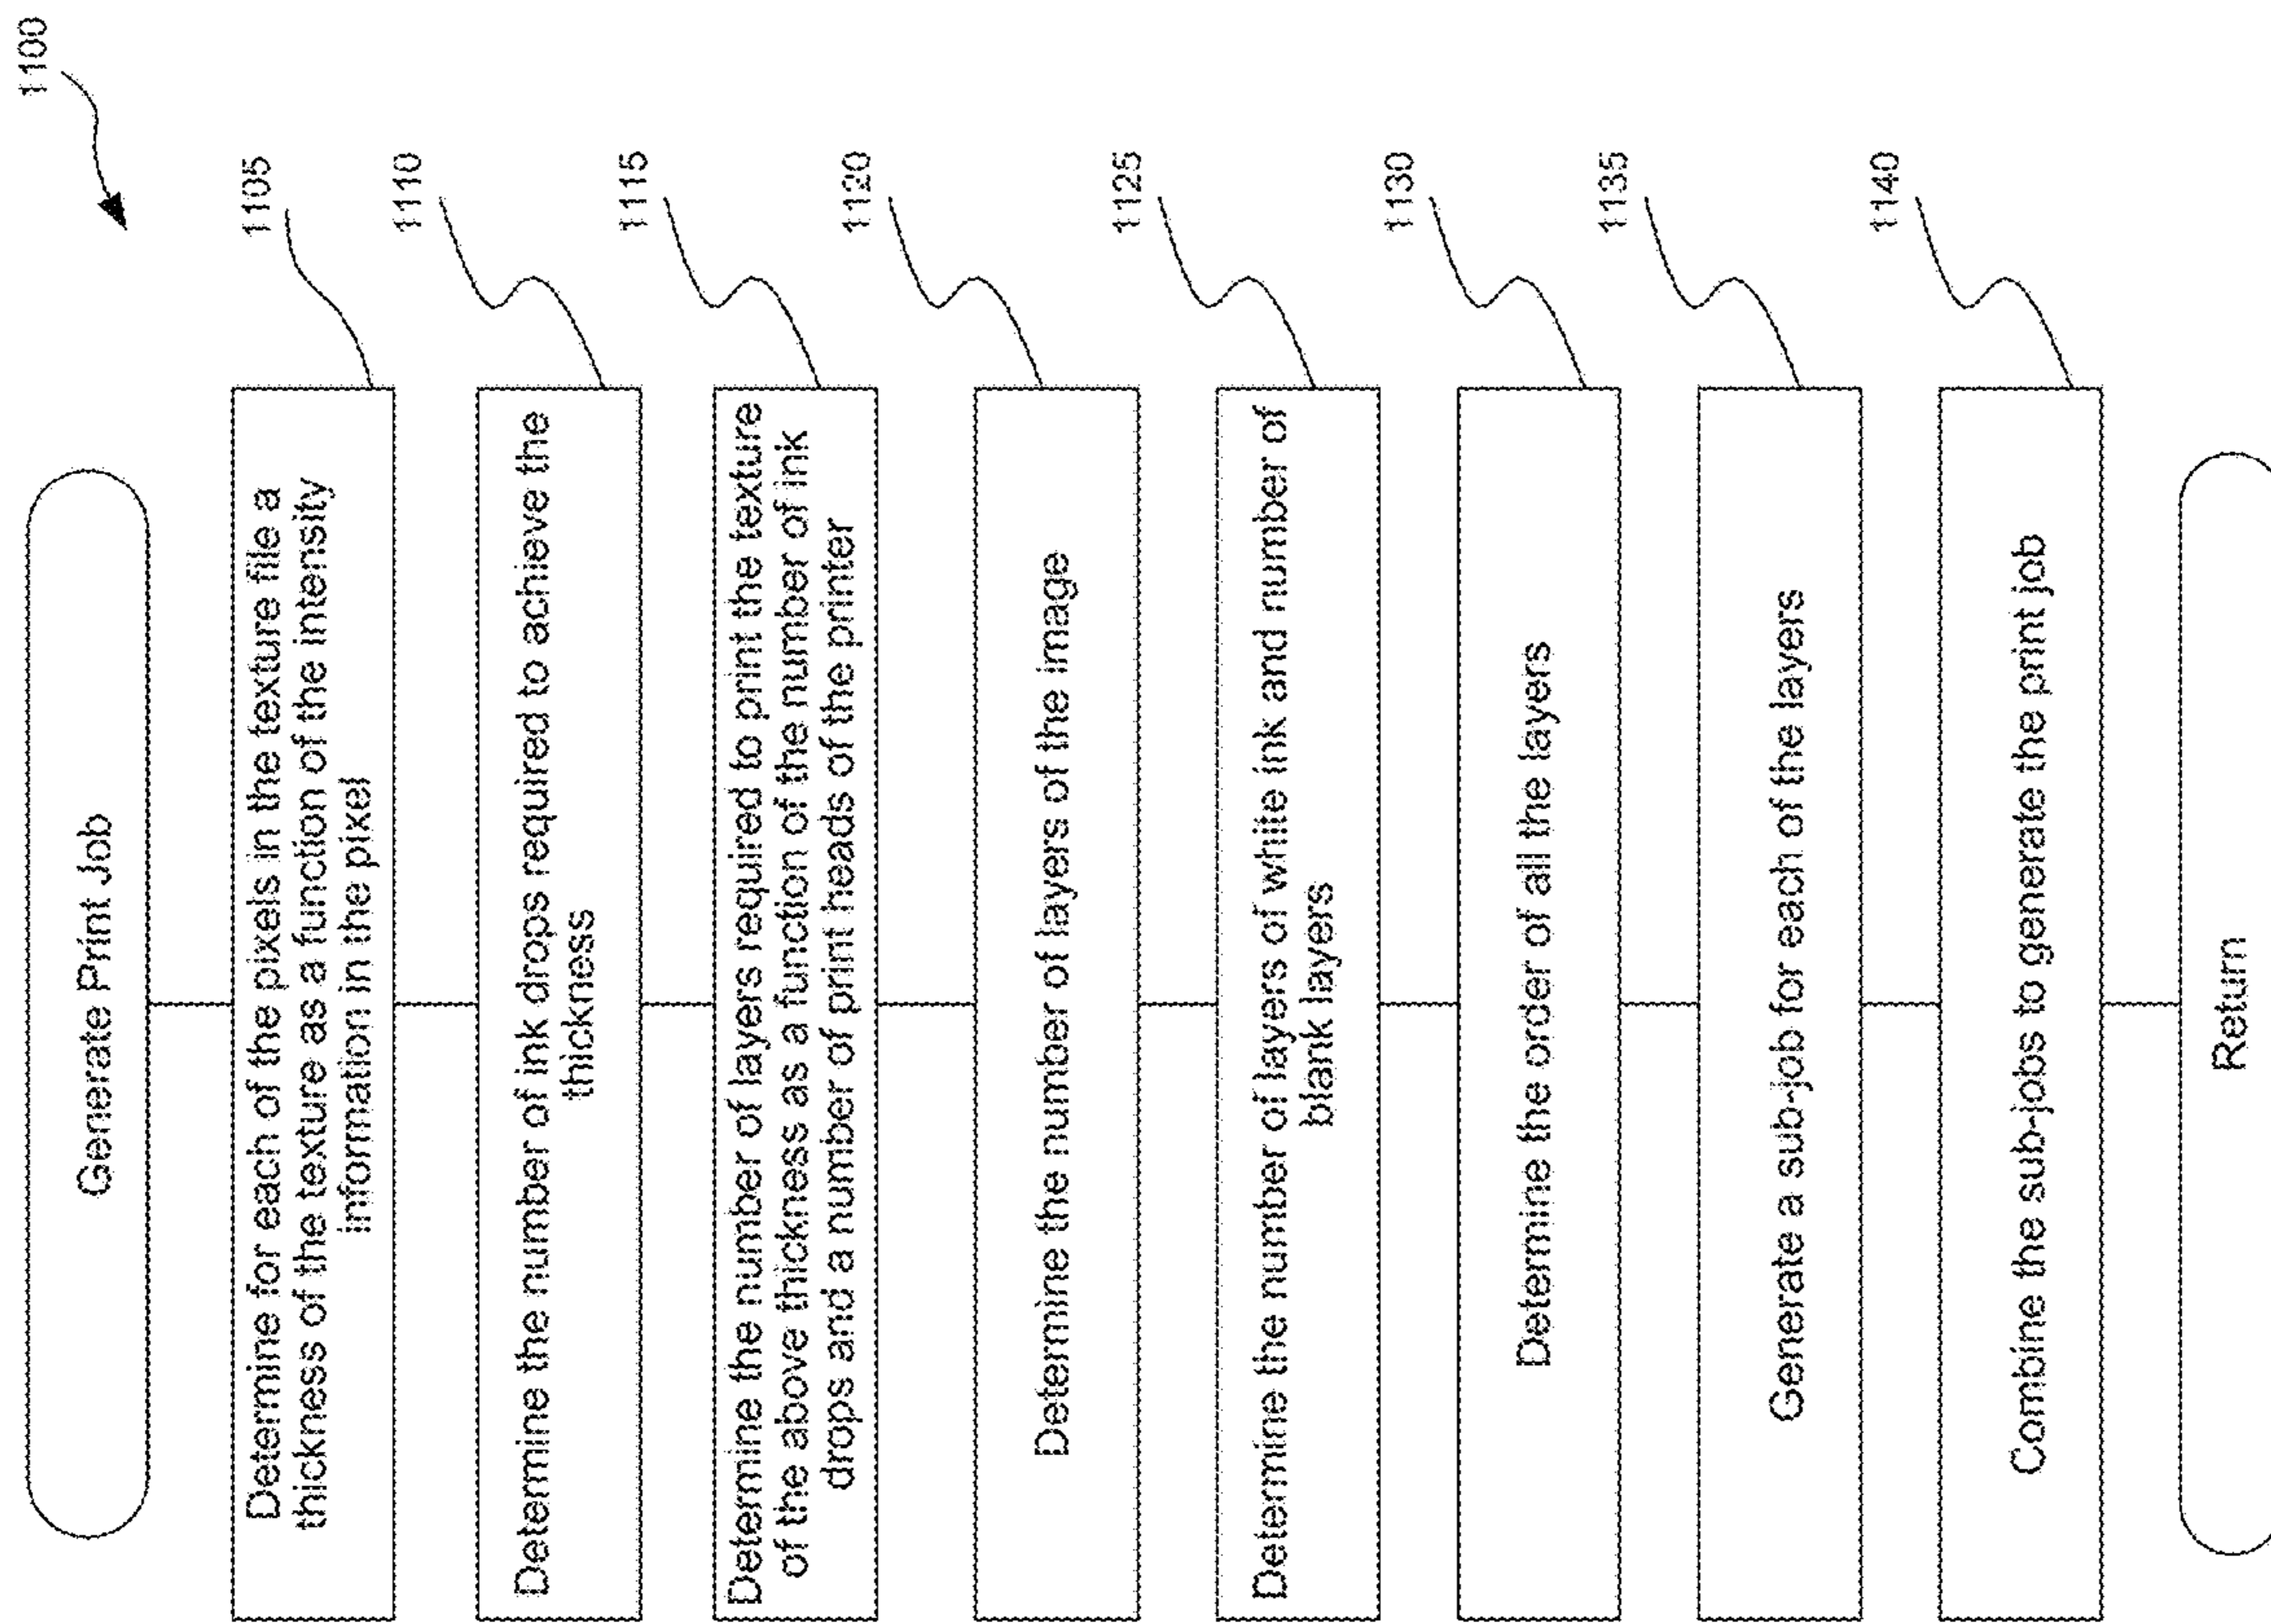 1100
Generate Print Job
1105
Determine for each of the pixels in the texture file a
thickness of the texture as a function of the intensity
information in the pixel
1110
Determine the number of ink drops required to achieve the
thickness
1115
Determine the number of layers required to print the texture
of the above thickness as a function of the number of ink
drops and a number of print heads of the printer
1120
Determine the number of layers of the image
1125
Determine the number of layers of white ink and number of
blank layers
1130
Determine the order of all the layers
1135
Generate a sub-job for each of the layers
1140
Combine the sub-jobs to generate the print job
Return